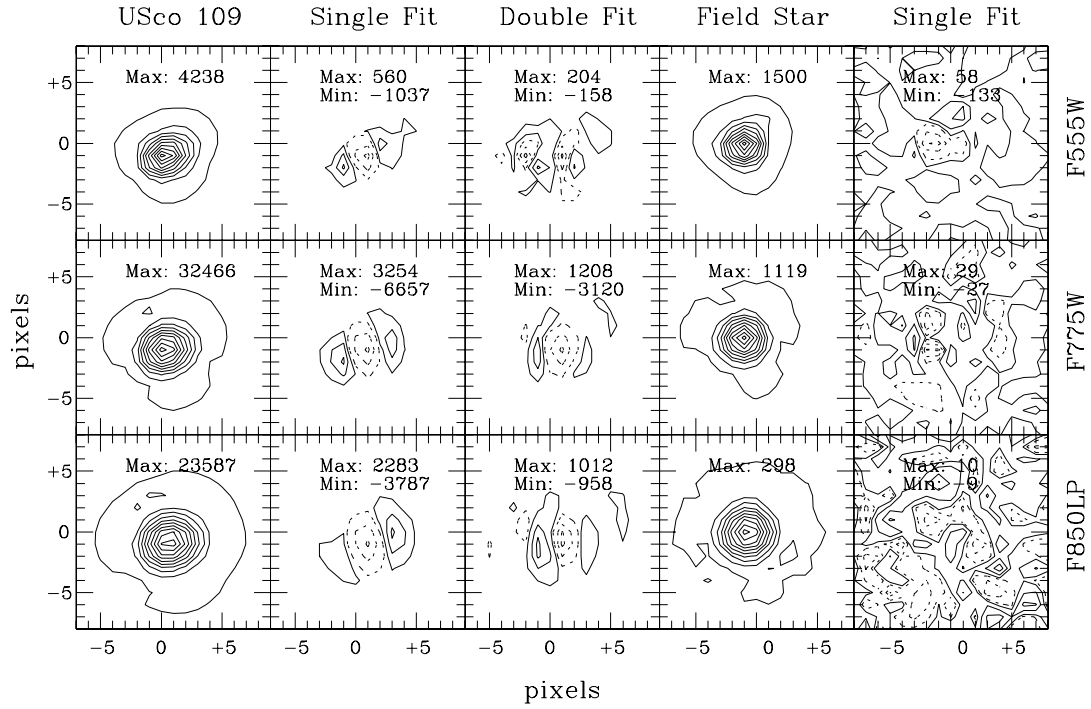 USco 109 Single Fit Double Fit Field Star Single Fit
Max: 4238
Max: 560
Min: −1037
Max: 204
Min: −158
Max: 1500
Max: 58
Min: −133
F555W
+5
0
−5
Max: 32466
Max: 3254
Min: −6657
Max: 1208
Min: −3120
Max: 1119
Max: 29
Min: −27
F775W
+5
0
−5
pixels
Max: 23587
Max: 2283
Min: −3787
Max: 1012
Min: −958
Max: 298
Max: 10
Min: −9
F850LP
+5
0
−5
−5 0 +5 −5 0 +5 −5 0 +5 −5 0 +5 −5 0 +5
pixels